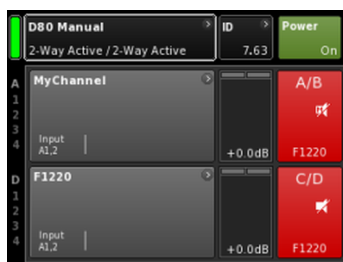 D80 Manual
2-Way Active / 2-Way Active
ID
7.63
Power
On
A
1
2
3
4
MyChannel
Input
A1,2
+0.0dB
A/B
F1220
D
1
2
3
4
F1220
Input
A1,2
+0.0dB
C/D
F1220